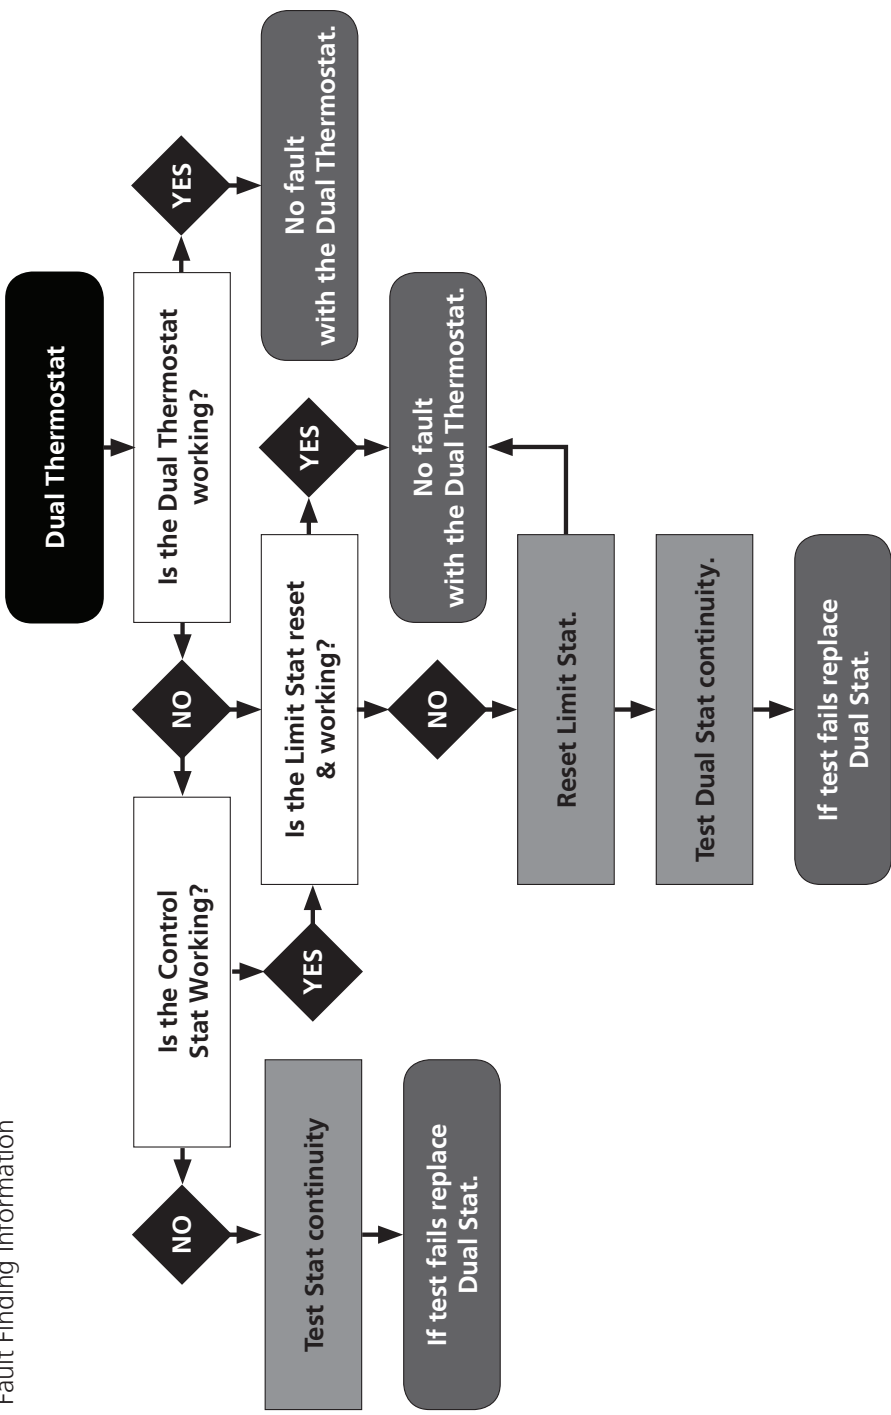 Fault Finding Information
Dual Thermostat
Is the Dual Thermostat
working?
YES
No fault
with the Dual Thermostat.
NO
Is the Control
Stat Working?
NO
Test Stat continuity
If test fails replace
Dual Stat.
YES
Is the Limit Stat reset
& working?
YES
No fault
with the Dual Thermostat.
NO
Reset Limit Stat.
Test Dual Stat continuity.
If test fails replace
Dual Stat.